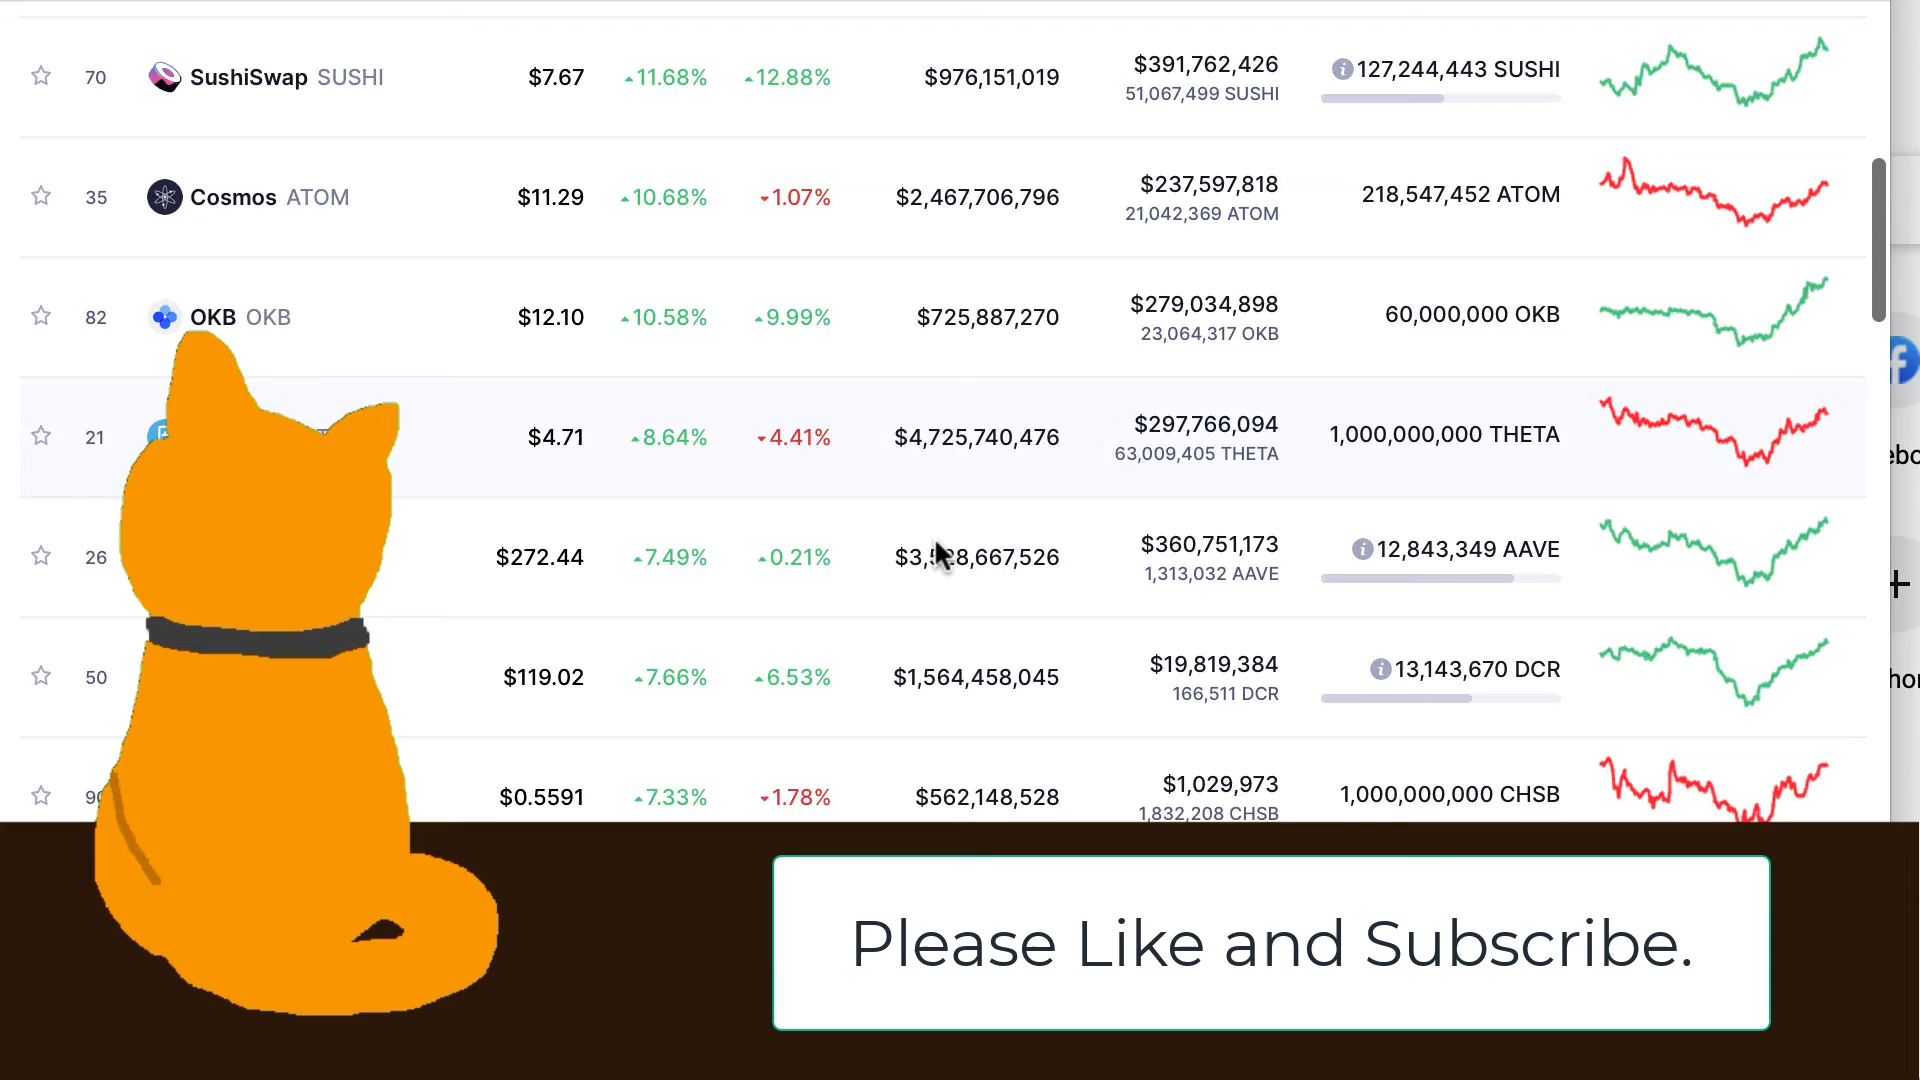 70 SushiSwap SUSHI $7.67 11.68% 12.88% $976,151,019 $391,762,426 127,244,443 SUSHI
51,067,499 SUSHI
35 Cosmos ATOM $11.29 10.68% 1.07% $2,467,706,796 $237,597,818 218,547,452 ATOM
21,042,369 ATOM
82 OKB OKB $12.10 10.58% 9.99% $725,887,270 $279,034,898 60,000,000 OKB
23,064,317 OKB
21 $4.71 8.64% 4.41% $4,725,740,476 $297,766,094 1,000,000,000 THETA
63,009,405 THETA
26 $272.44 7.49% 0.21% $360,751,173 12,843,349 AAVE
1,313,032 AAVE
50 $119.02 7.66% 6.53% $1,564,458,045 $19,819,384 13,143,670 DCR
166,511 DCR
$0.5591 7.33% 1.78% $562,148,528 $1,029,973 1,000,000,000 CHSB
1,832,208 CHSB
Please Like and Subscribe.